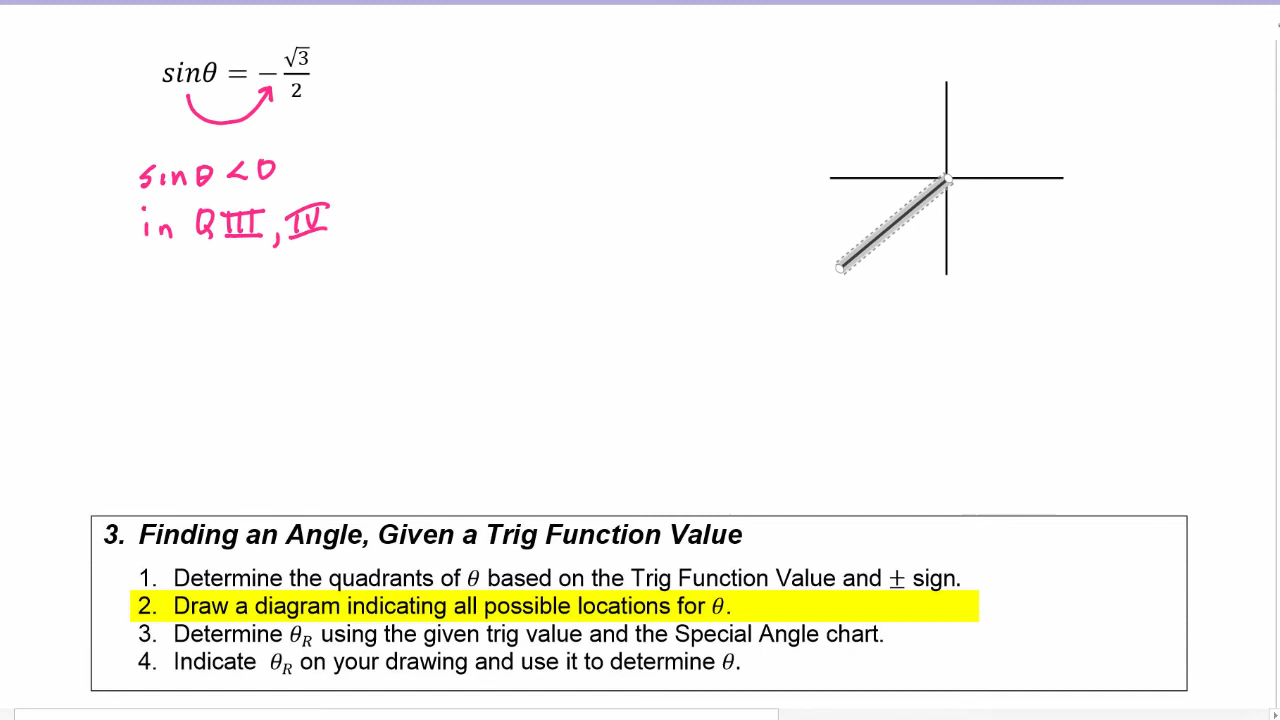 sinθ = −√3/2
sin θ < 0
in QIII, IV
3. Finding an Angle, Given a Trig Function Value
1. Determine the quadrants of θ based on the Trig Function Value and ± sign.
2. Draw a diagram indicating all possible locations for θ.
3. Determine θ_R using the given trig value and the Special Angle chart.
4. Indicate θ_R on your drawing and use it to determine θ.